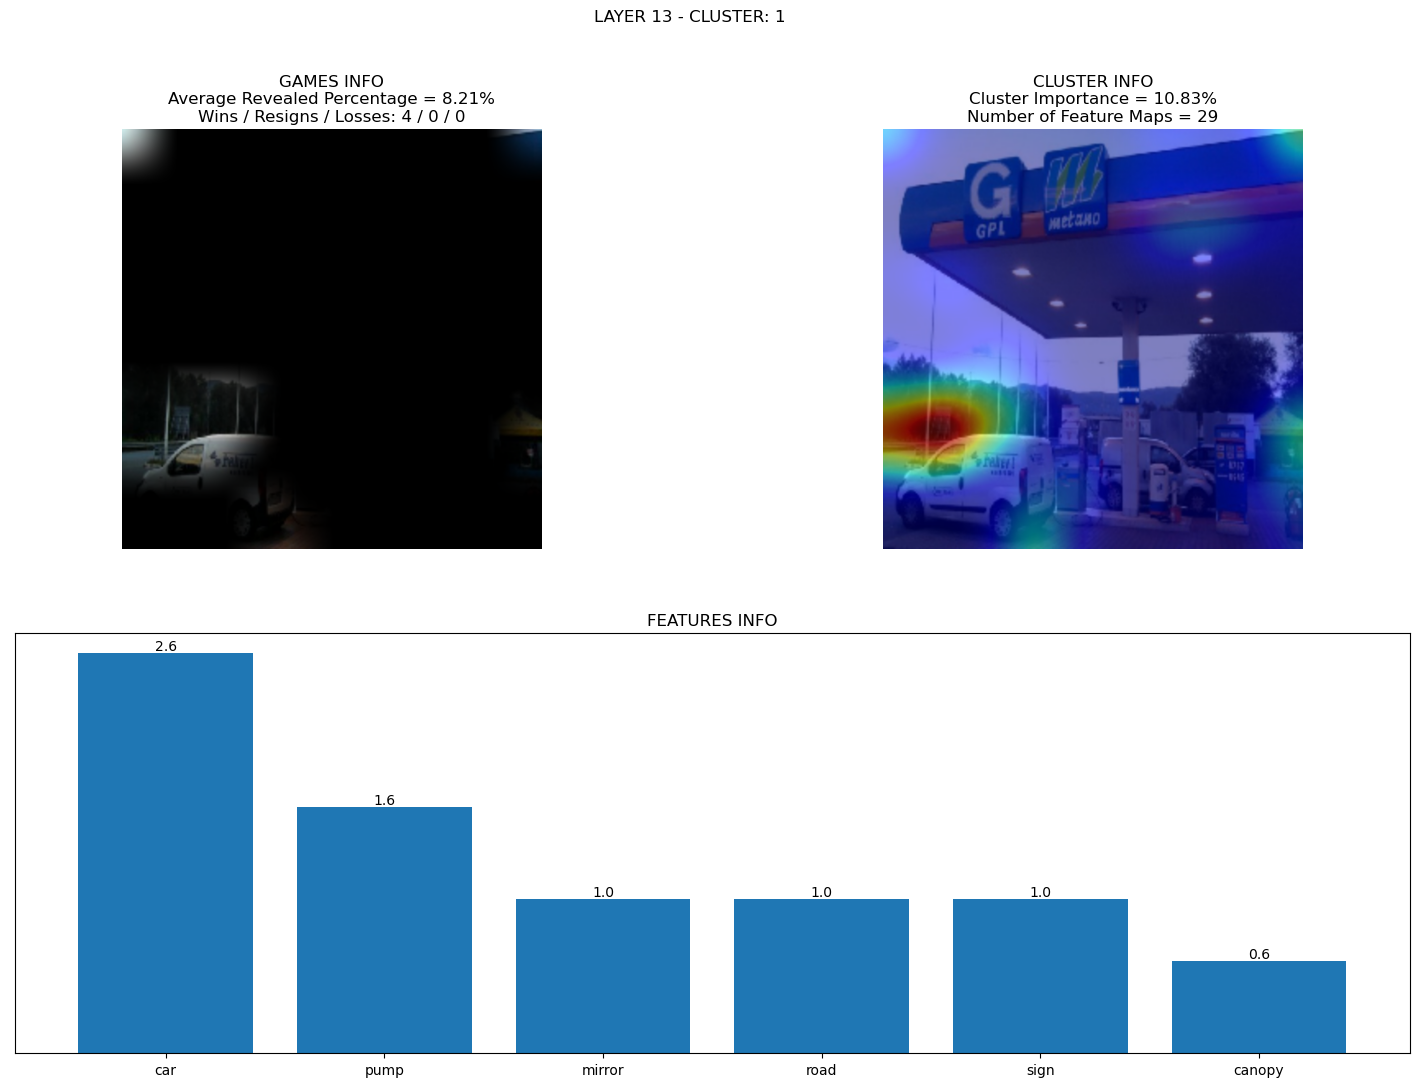 LAYER 13 - CLUSTER: 1
GAMES INFO
Average Revealed Percentage = 8.21%
Wins / Resigns / Losses: 4 / 0 / 0
CLUSTER INFO
Cluster Importance = 10.83%
Number of Feature Maps = 29
G
GPL
metano
FEATURES INFO
2.6
1.6
1.0
1.0
1.0
0.6
car
pump
mirror
road
sign
canopy